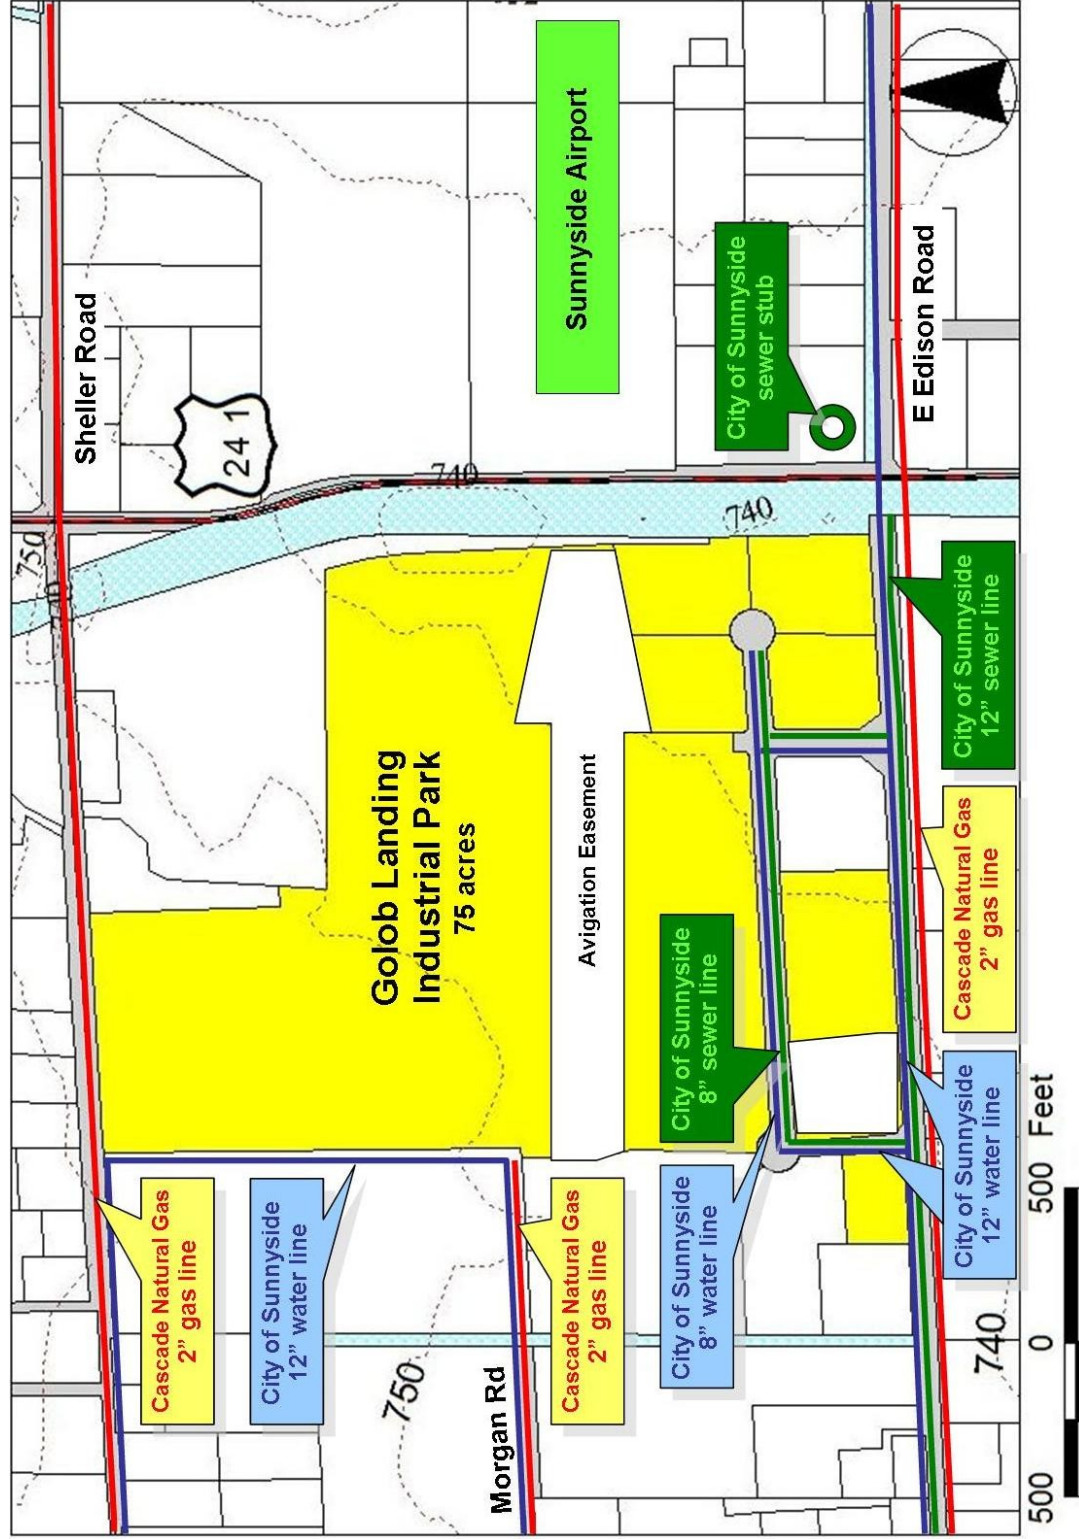 750
Sheller Road
Cascade Natural Gas
2” gas line
24 1
City of Sunnyside
12” water line
750
Golob Landing
Industrial Park
75 acres
740
Morgan Rd
Cascade Natural Gas
2” gas line
Avigation Easement
Sunnyside Airport
City of Sunnyside
8” water line
City of Sunnyside
8” sewer line
City of Sunnyside
sewer stub
740
E Edison Road
City of Sunnyside
12” water line
Cascade Natural Gas
2” gas line
City of Sunnyside
12” sewer line
740
500 0 500 Feet